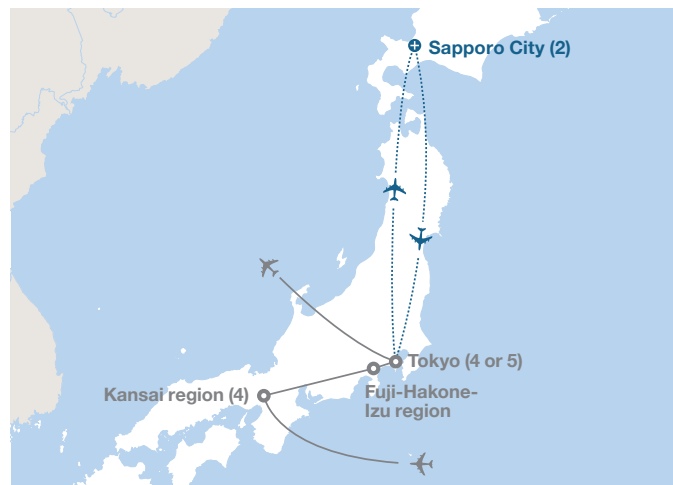 Sapporo City (2)
Tokyo (4 or 5)
Kansai region (4)
Fuji-Hakone-
Izu region